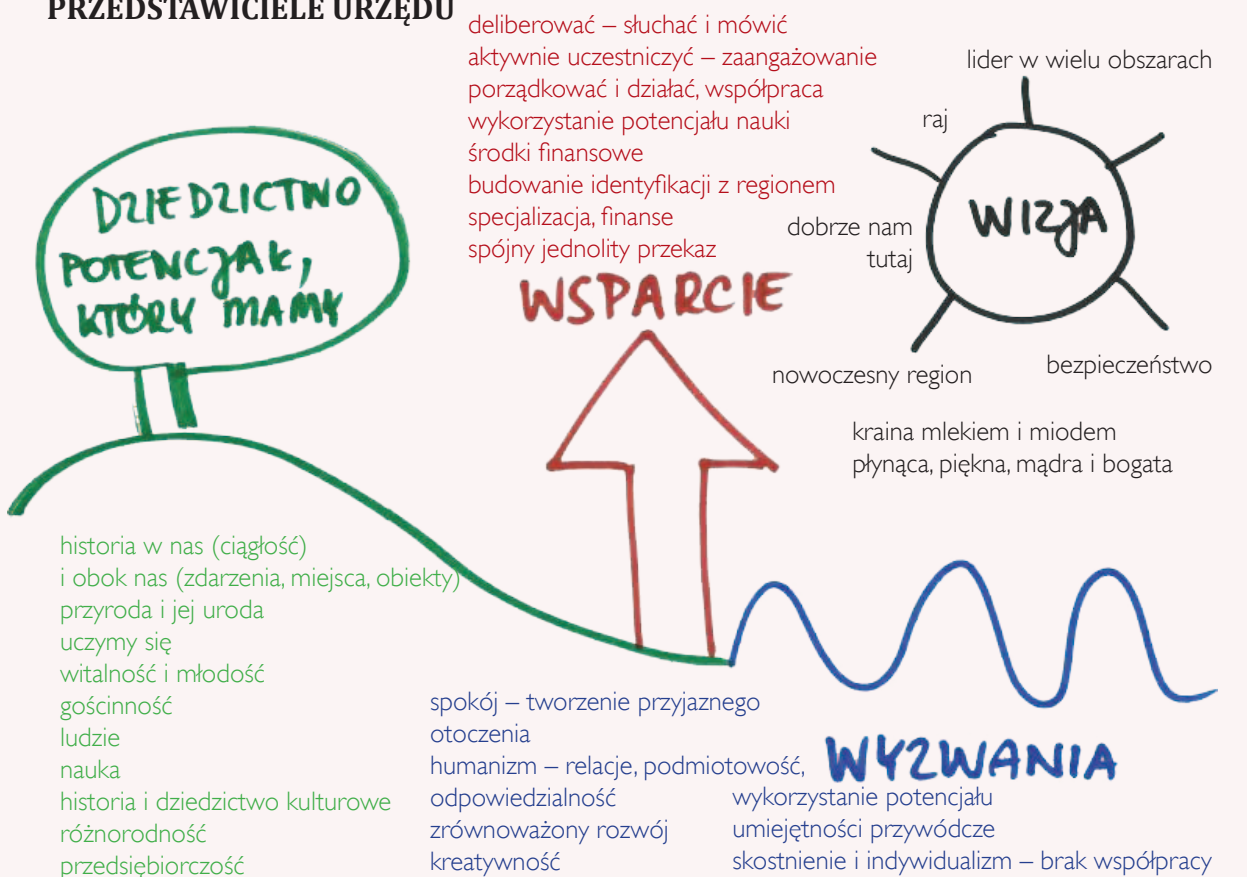 PRZEDSTAWICIELE URZĘDU
deliberować – słuchać i mówić
aktywnie uczestniczyć – zaangażowanie
porządkować i działać, współpraca
wykorzystanie potencjału nauki
środki finansowe
budowanie identyfikacji z regionem
specjalizacja, finanse
spójny jednolity przekaz
WSPARCIE
lider w wielu obszarach
raj
WIZJA
dobrze nam
tutaj
nowoczesny region
bezpieczeństwo
kraina mlekiem i miodem
płynąca, piękna, mądra i bogata
DZIEDZICTWO
POTENCJAŁ,
KTÓRY MAMY
historia w nas (ciągłość)
i obok nas (zdarzenia, miejsca, obiekty)
przyroda i jej uroda
uczymy się
witalność i młodość
gościnność
ludzie
nauka
historia i dziedzictwo kulturowe
różnorodność
przedsiębiorczość
spokój – tworzenie przyjaznego
otoczenia
humanizm – relacje, podmiotowość,
odpowiedzialność
zrównoważony rozwój
kreatywność
WYZWANIA
wykorzystanie potencjału
umiejętności przywódcze
skostnienie i indywidualizm – brak współpracy